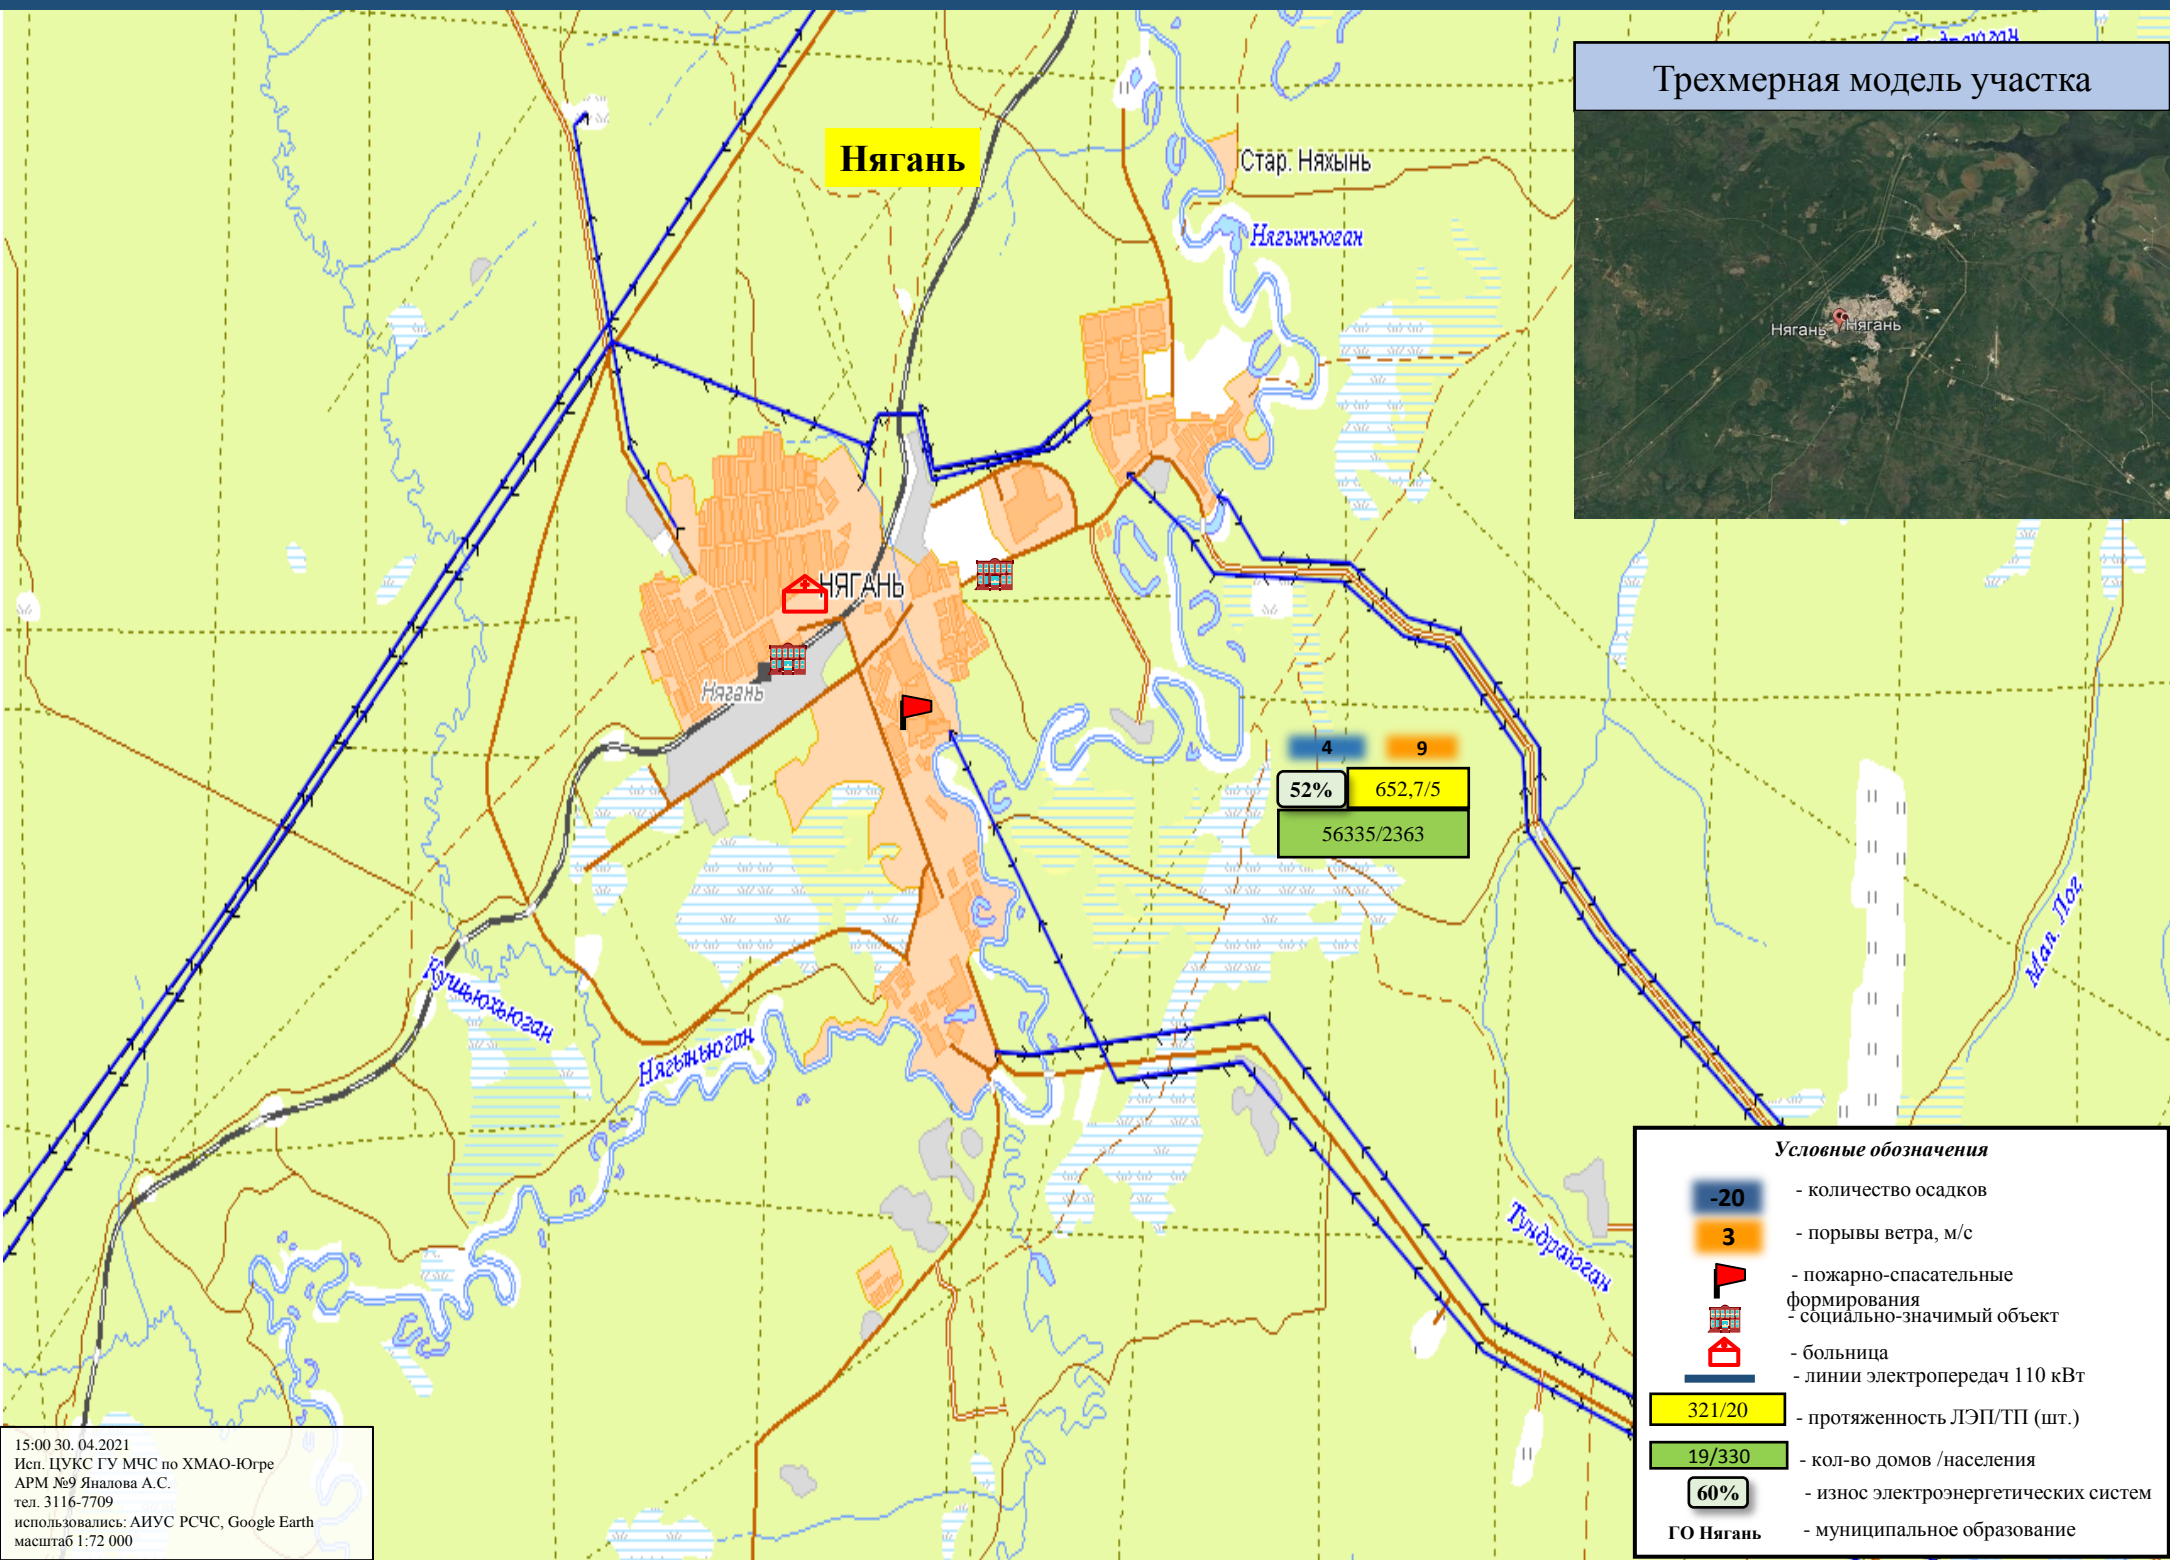 Тундраюган
Трехмерная модель участка
Нягань
Стар. Няхынь
Нягынъюган
Нягань
Нягань
НЯГАНЬ
Нягань
4
9
52%
652,7/5
56335/2363
Мал. Лог
Кушьюхьюган
Нягынъюган
Тундраюган
Условные обозначения
-20
- количество осадков
3
- порывы ветра, м/с
- пожарно-спасательные
формирования
- социально-значимый объект
- больница
- линии электропередач 110 кВт
321/20
- протяженность ЛЭП/ТП (шт.)
19/330
- кол-во домов /населения
60%
- износ электроэнергетических систем
ГО Нягань
- муниципальное образование
15:00 30. 04.2021
Исп. ЦУКС ГУ МЧС по ХМАО-Югре
АРМ №9 Яналова А.С.
тел. 3116-7709
использовались: АИУС РСЧС, Google Earth
масштаб 1:72 000